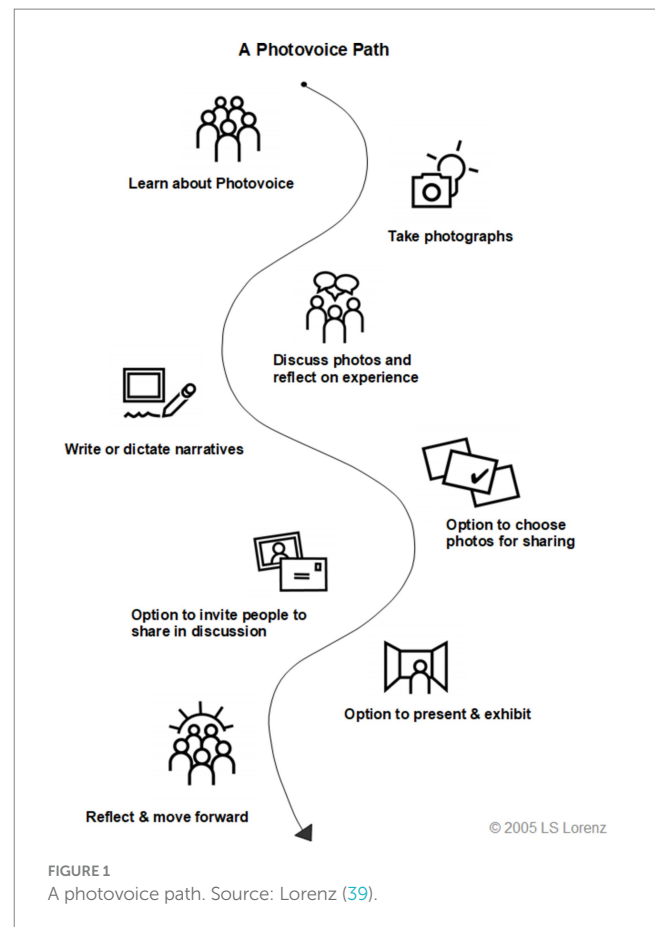 A Photovoice Path
Learn about Photovoice
Take photographs
Discuss photos and
reflect on experience
Write or dictate narratives
Option to choose
photos for sharing
Option to invite people to
share in discussion
Option to present & exhibit
Reflect & move forward
© 2005 LS Lorenz
FIGURE 1
A photovoice path. Source: Lorenz (39).